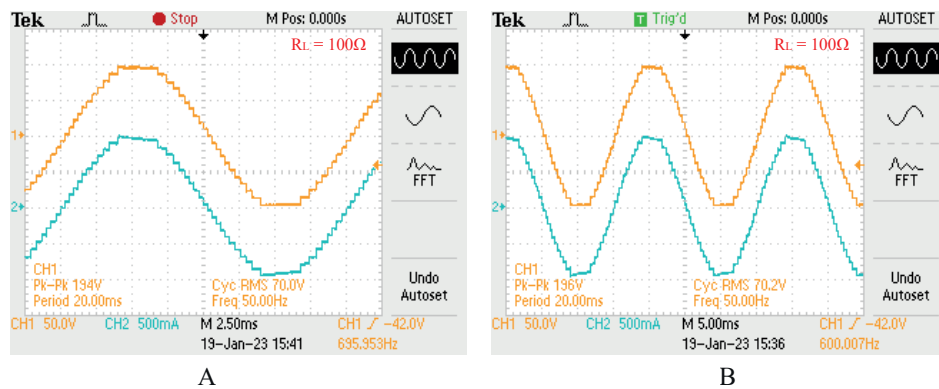 Tek Stop M Pos: 0.000s AUTOSET
RL = 100Ω
1
2
FFT
CH1
Pk-Pk 194V Cyc RMS 70.0V
Period 20.00ms Freq 50.00Hz
Undo
Autoset
CH1 50.0V CH2 500mA M 2.50ms CH1 -42.0V
19-Jan-23 15:41 695.953Hz
A
Tek T Trig'd M Pos: 0.000s AUTOSET
RL = 100Ω
1
2
FFT
CH1
Pk-Pk 196V Cyc RMS 70.2V
Period 20.00ms Freq 50.00Hz
Undo
Autoset
CH1 50.0V CH2 500mA M 5.00ms CH1 -42.0V
19-Jan-23 15:36 600.007Hz
B